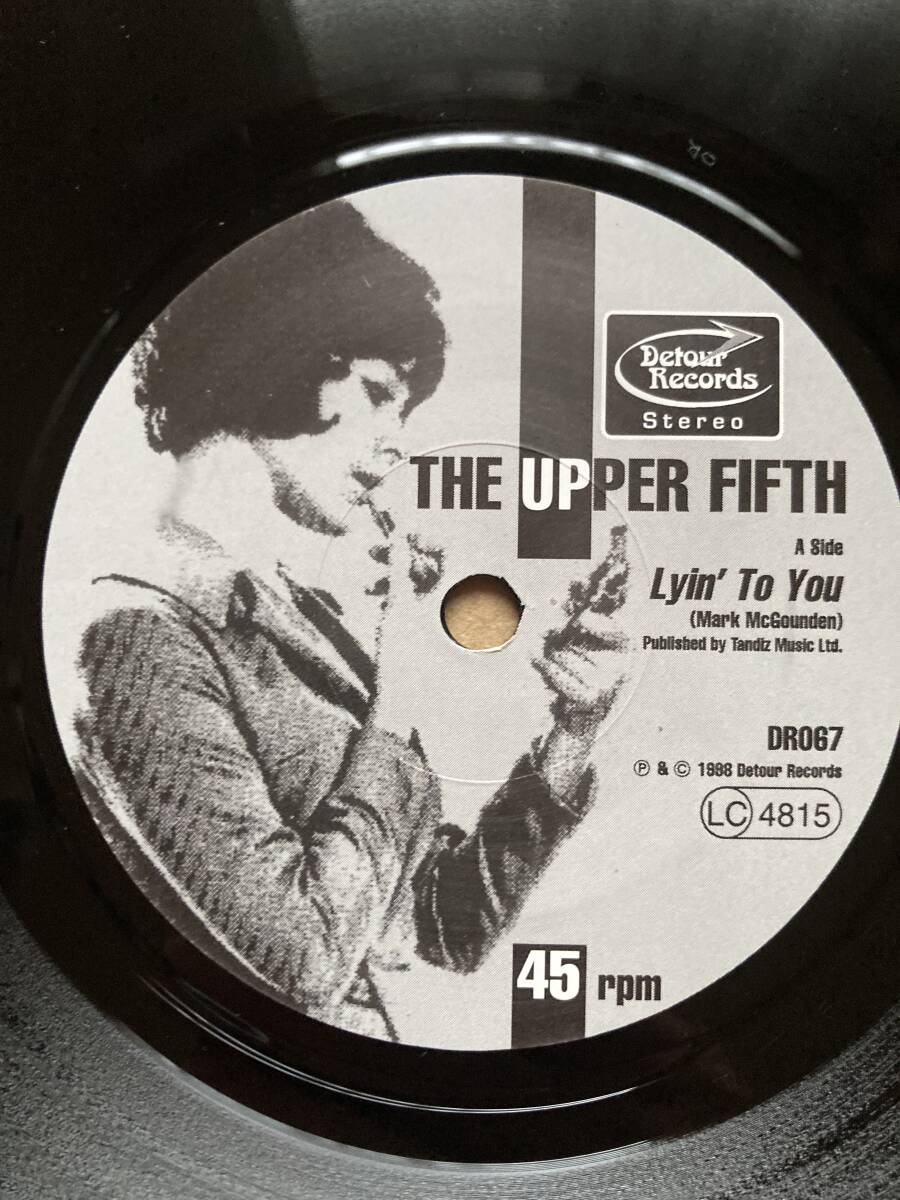 Detour
Records
Stereo
THE UPPER FIFTH
A Side
Lyin' To You
(Mark McGounden)
Published by Tandiz Music Ltd.
DR067
Ⓟ & © 1998 Detour Records
LC 4815
45 rpm